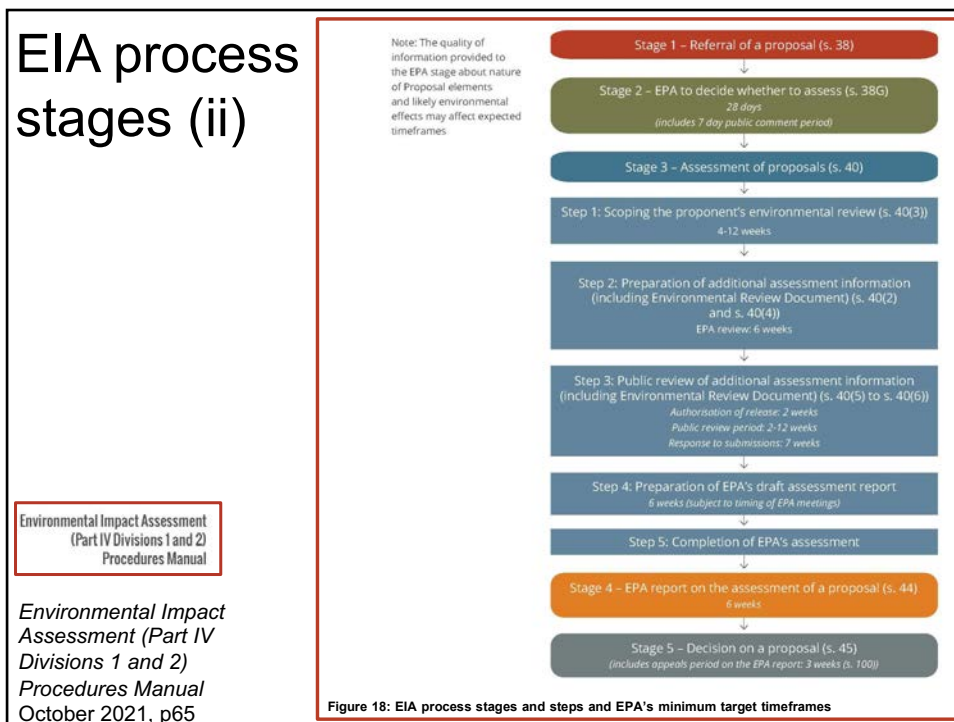 EIA process
stages (ii)
Note: The quality of
information provided to
the EPA stage about nature
of Proposal elements
and likely environmental
effects may affect expected
timeframes
Stage 1 – Referral of a proposal (s. 38)
Stage 2 – EPA to decide whether to assess (s. 38G)
28 days
(includes 7 day public comment period)
Stage 3 – Assessment of proposals (s. 40)
Step 1: Scoping the proponent's environmental review (s. 40(3))
4-12 weeks
Step 2: Preparation of additional assessment information
(including Environmental Review Document) (s. 40(2)
and s. 40(4))
EPA review: 6 weeks
Step 3: Public review of additional assessment information
(including Environmental Review Document) (s. 40(5) to s. 40(6))
Authorisation of release: 2 weeks
Public review period: 2-12 weeks
Response to submissions: 7 weeks
Step 4: Preparation of EPA's draft assessment report
6 weeks (subject to timing of EPA meetings)
Step 5: Completion of EPA's assessment
Stage 4 – EPA report on the assessment of a proposal (s. 44)
6 weeks
Stage 5 – Decision on a proposal (s. 45)
(includes appeals period on the EPA report: 3 weeks (s. 100))
Figure 18: EIA process stages and steps and EPA's minimum target timeframes
Environmental Impact Assessment
(Part IV Divisions 1 and 2)
Procedures Manual
Environmental Impact
Assessment (Part IV
Divisions 1 and 2)
Procedures Manual
October 2021, p65